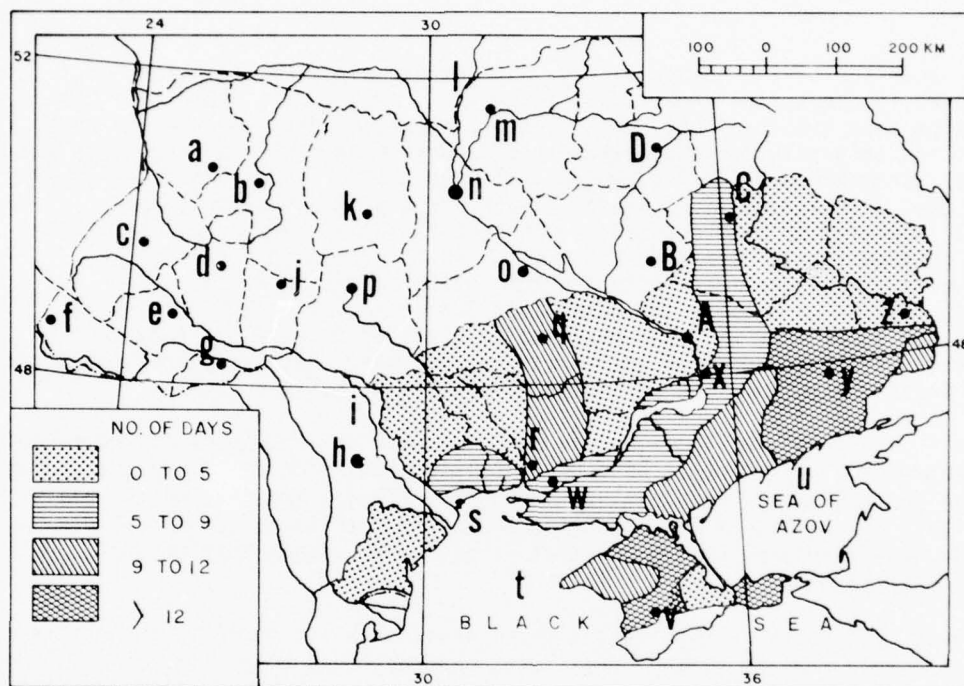 24
30
52
100 0 100 200 KM
l
m
D
a
b
n
C
k
c
B
d
o
j
p
f
e
Z
A
g
48
48
X
y
i
NO. OF DAYS
h
r
0 TO 5
W
u
s
SEA OF
AZOV
5 TO 9
9 TO 12
t
> 12
v
BLACK SEA
30
36